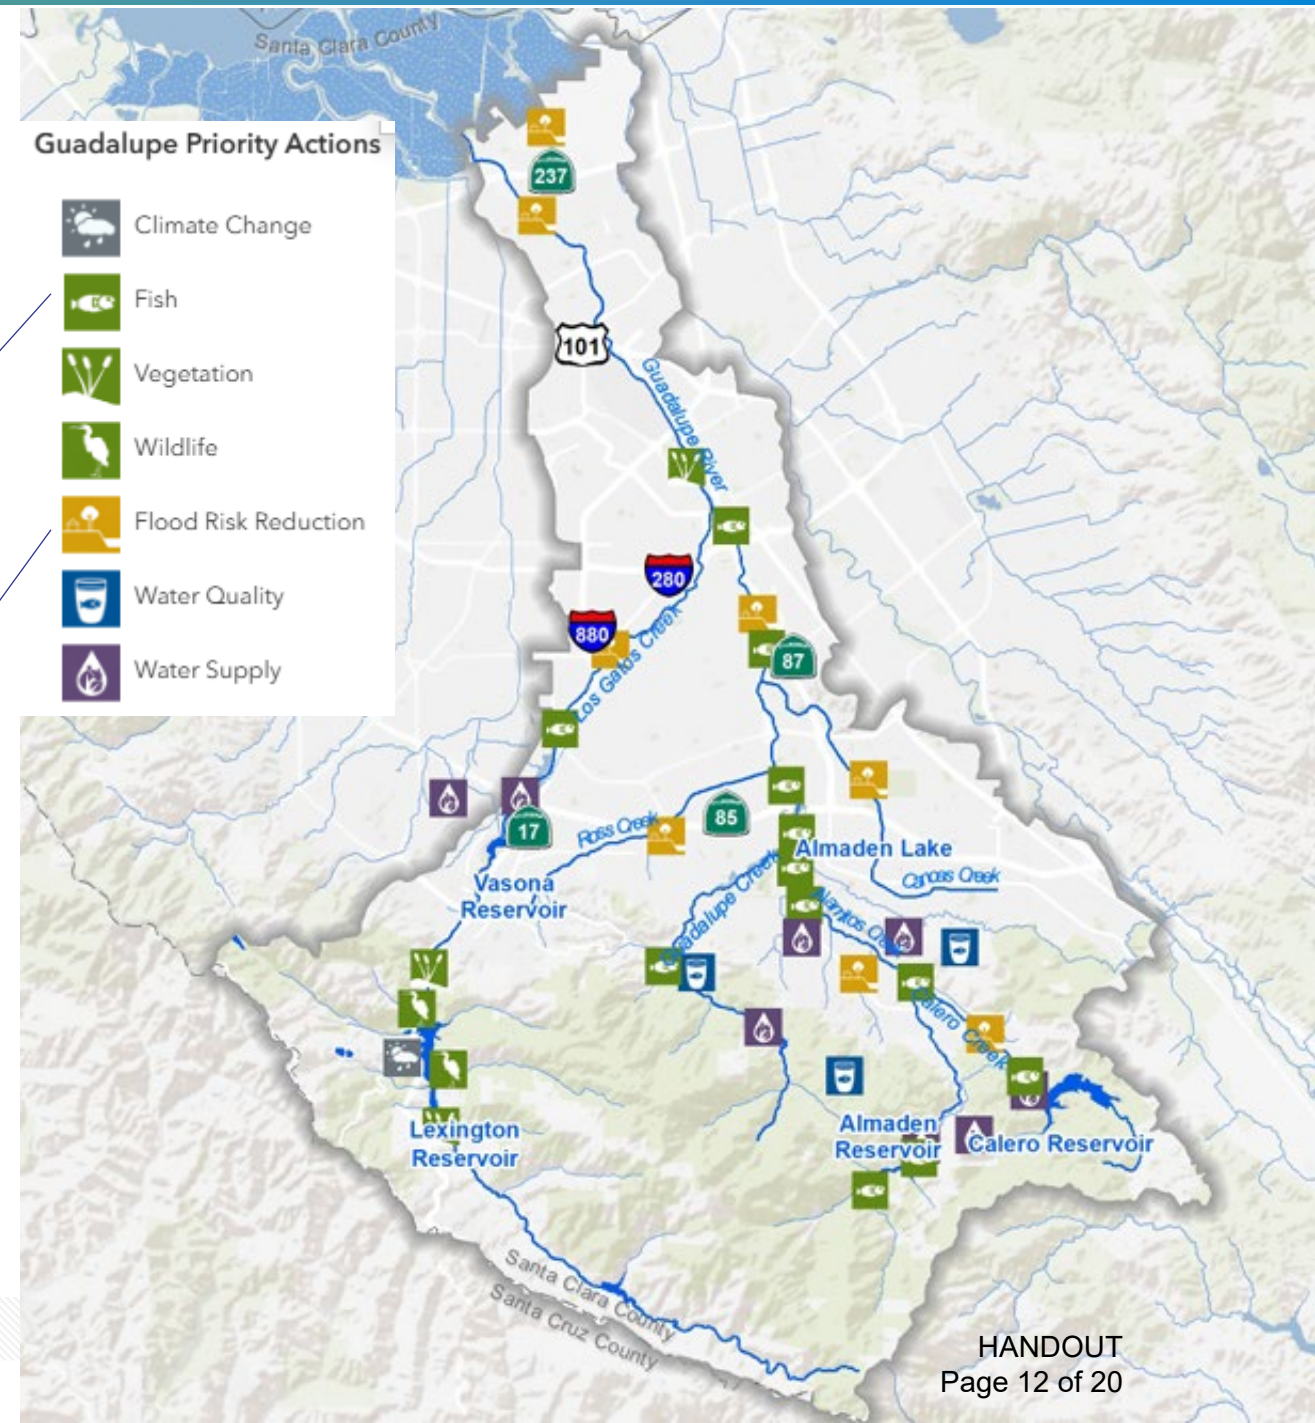 Santa Clara County
Guadalupe Priority Actions
Climate Change
Fish
Vegetation
Wildlife
Flood Risk Reduction
Water Quality
Water Supply
237
101
Guadalupe River
280
880
Los Gatos Creek
87
17
Ross Creek
85
Almaden Lake
Vasona
Reservoir
Canoas Creek
Guadalupe Creek
Alamitos Creek
Calero Creek
Lexington
Reservoir
Almaden
Reservoir
Calero Reservoir
Santa Clara County
Santa Cruz County
HANDOUT
Page 12 of 20